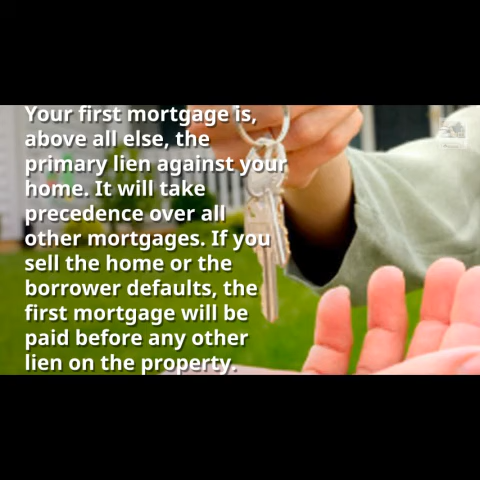 Your first mortgage is,
above all else, the
primary lien against your
home. It will take
precedence over all
other mortgages. If you
sell the home or the
borrower defaults, the
first mortgage will be
paid before any other
lien on the property.